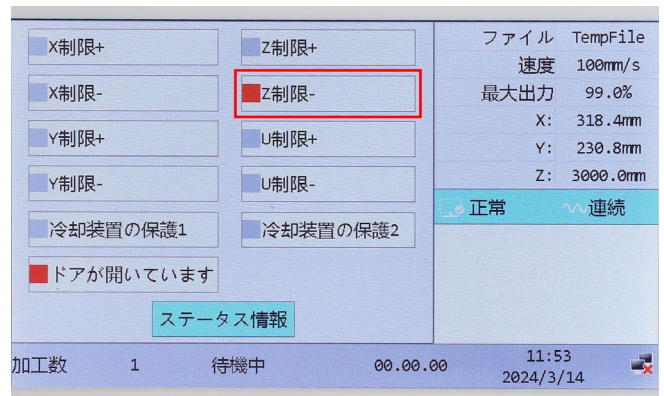 X制限+
Z制限+
X制限-
Z制限-
Y制限+
U制限+
Y制限-
U制限-
冷却装置の保護1
冷却装置の保護2
ドアが開いています
ステータス情報
ファイル TempFile
速度 100mm/s
最大出力 99.0%
X: 318.4mm
Y: 230.8mm
Z: 3000.0mm
正常 連続
加工数 1 待機中 00.00.00 11:53
2024/3/14